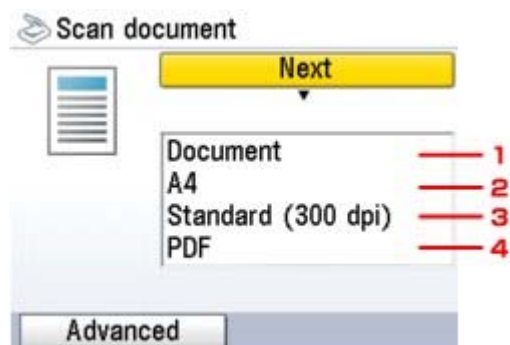 Scan document
Next
Document 1
A4 2
Standard (300 dpi) 3
PDF 4
Advanced